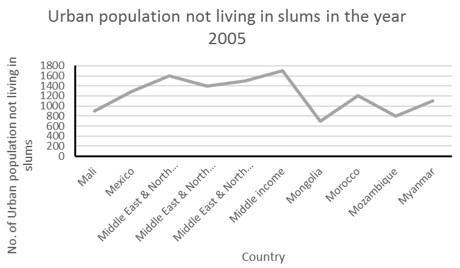 Urban population not living in slums in the year
2005
No. of Urban population not living in
slums
1800
1600
1400
1200
1000
800
600
400
200
0
Mali
Mexico
Middle East & North...
Middle East & North...
Middle East & North...
Middle income
Mongolia
Morocco
Mozambique
Myanmar
Country